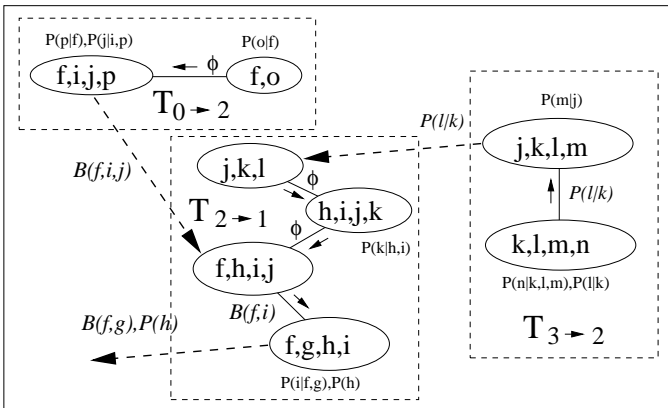 P(p|f),P(j|i,p)
P(o|f)
f,i,j,p
ϕ
f,o
T0→2
P(m|j)
P(l/k)
j,k,l,m
B(f,i,j)
j,k,l
ϕ
P(l/k)
T2→1
h,i,j,k
ϕ
P(k|h,i)
k,l,m,n
f,h,i,j
P(n|k,l,m),P(l|k)
B(f,i)
B(f,g),P(h)
T3→2
f,g,h,i
P(i|f,g),P(h)